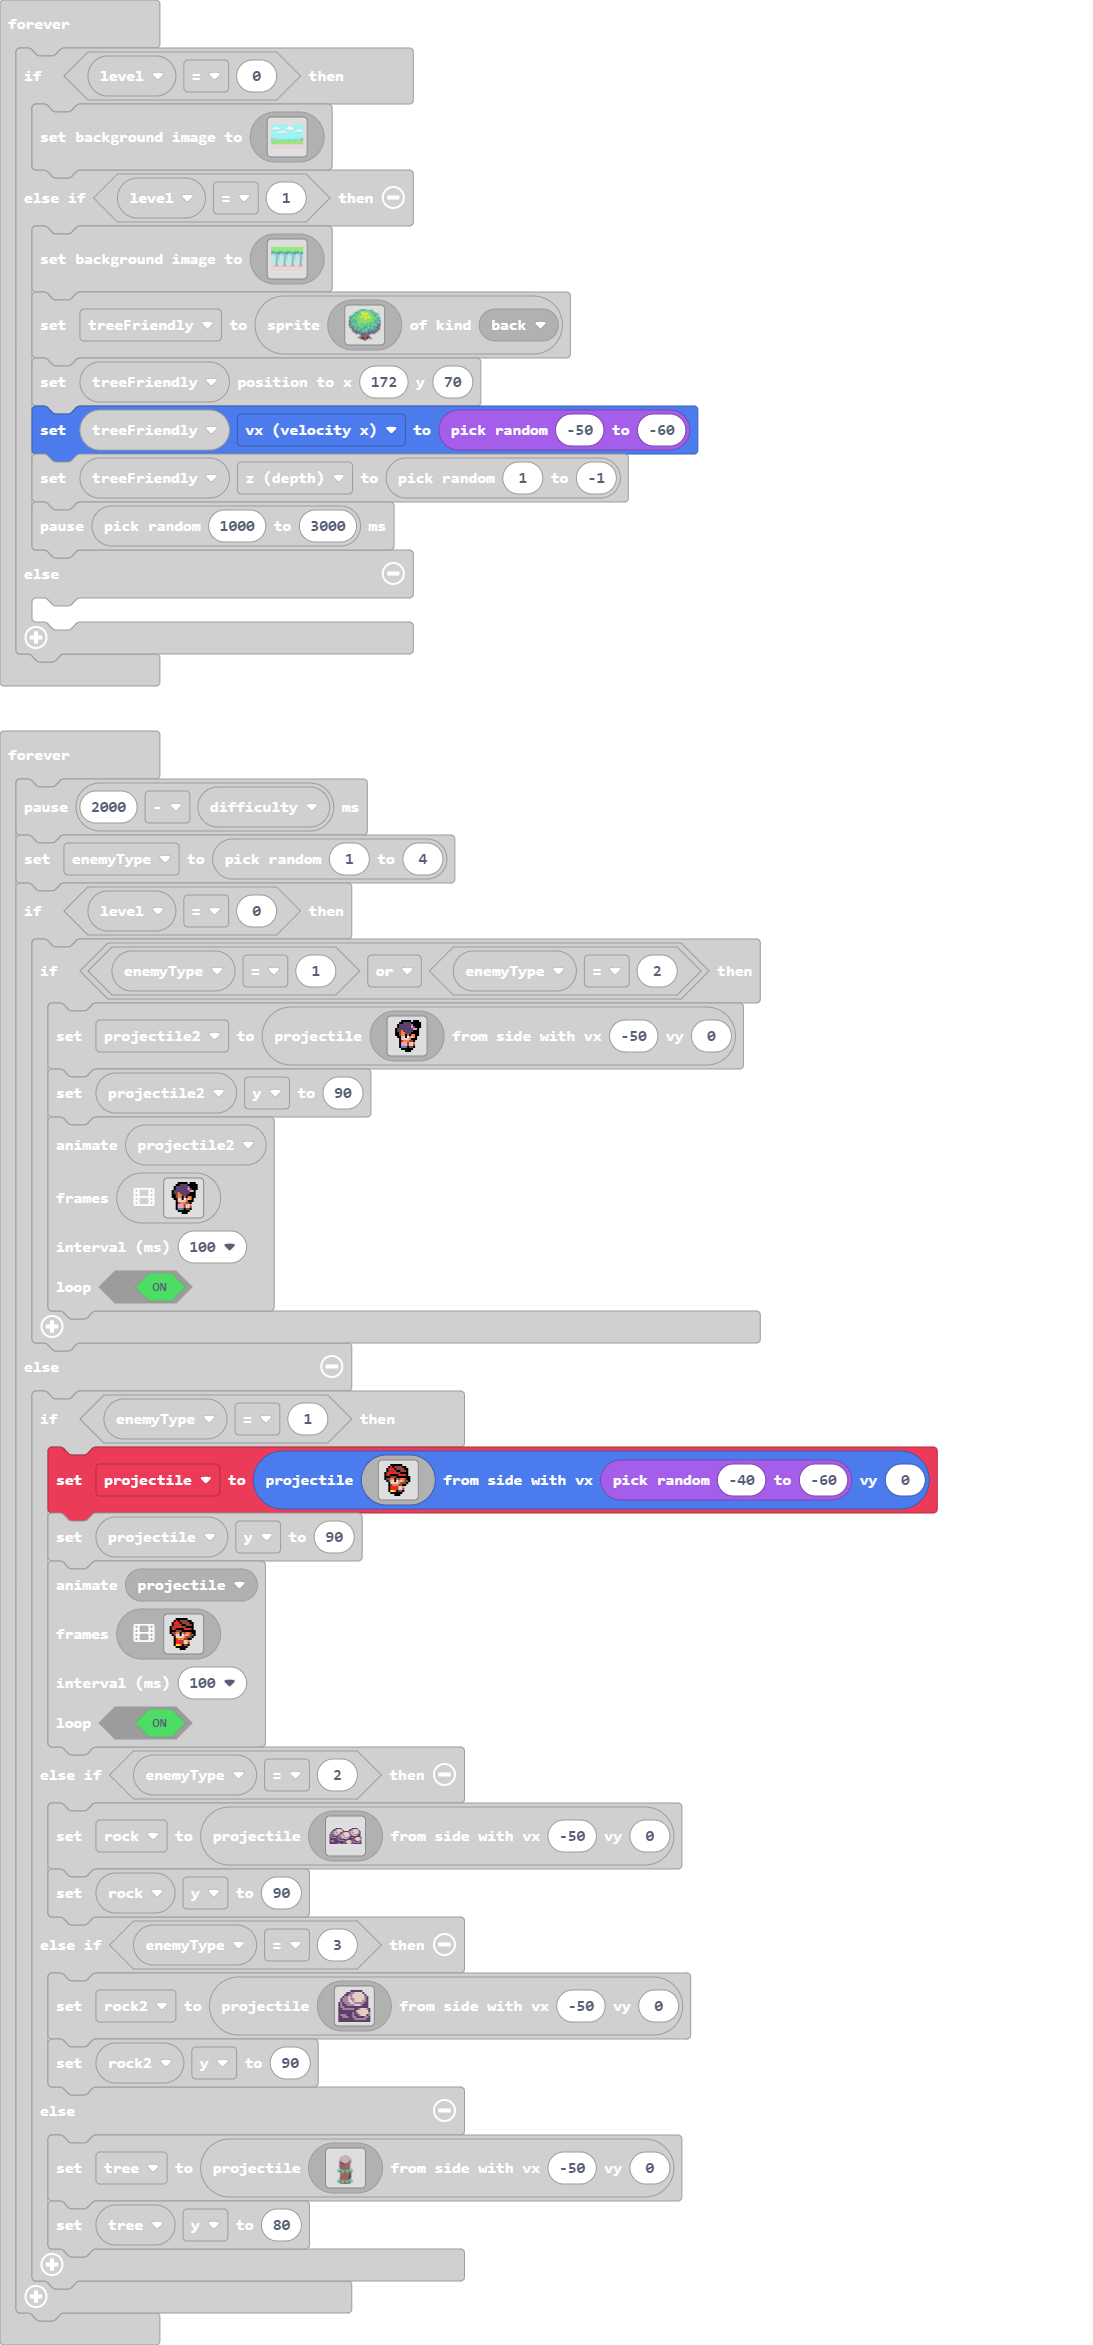 forever
if level = 0 then
set background image to
else if level = 1 then
set background image to
set treeFriendly to sprite of kind back
set treeFriendly position to x 172 y 70
set treeFriendly vx (velocity x) to pick random -50 to -60
set treeFriendly z (depth) to pick random 1 to -1
pause pick random 1000 to 3000 ms
else
forever
pause 2000 - difficulty ms
set enemyType to pick random 1 to 4
if level = 0 then
if enemyType = 1 or enemyType = 2 then
set projectile2 to projectile from side with vx -50 vy 0
set projectile2 y to 90
animate projectile2
frames
interval (ms) 100
loop ON
else
if enemyType = 1 then
set projectile to projectile from side with vx pick random -40 to -60 vy 0
set projectile y to 90
animate projectile
frames
interval (ms) 100
loop ON
else if enemyType = 2 then
set rock to projectile from side with vx -50 vy 0
set rock y to 90
else if enemyType = 3 then
set rock2 to projectile from side with vx -50 vy 0
set rock2 y to 90
else
set tree to projectile from side with vx -50 vy 0
set tree y to 80